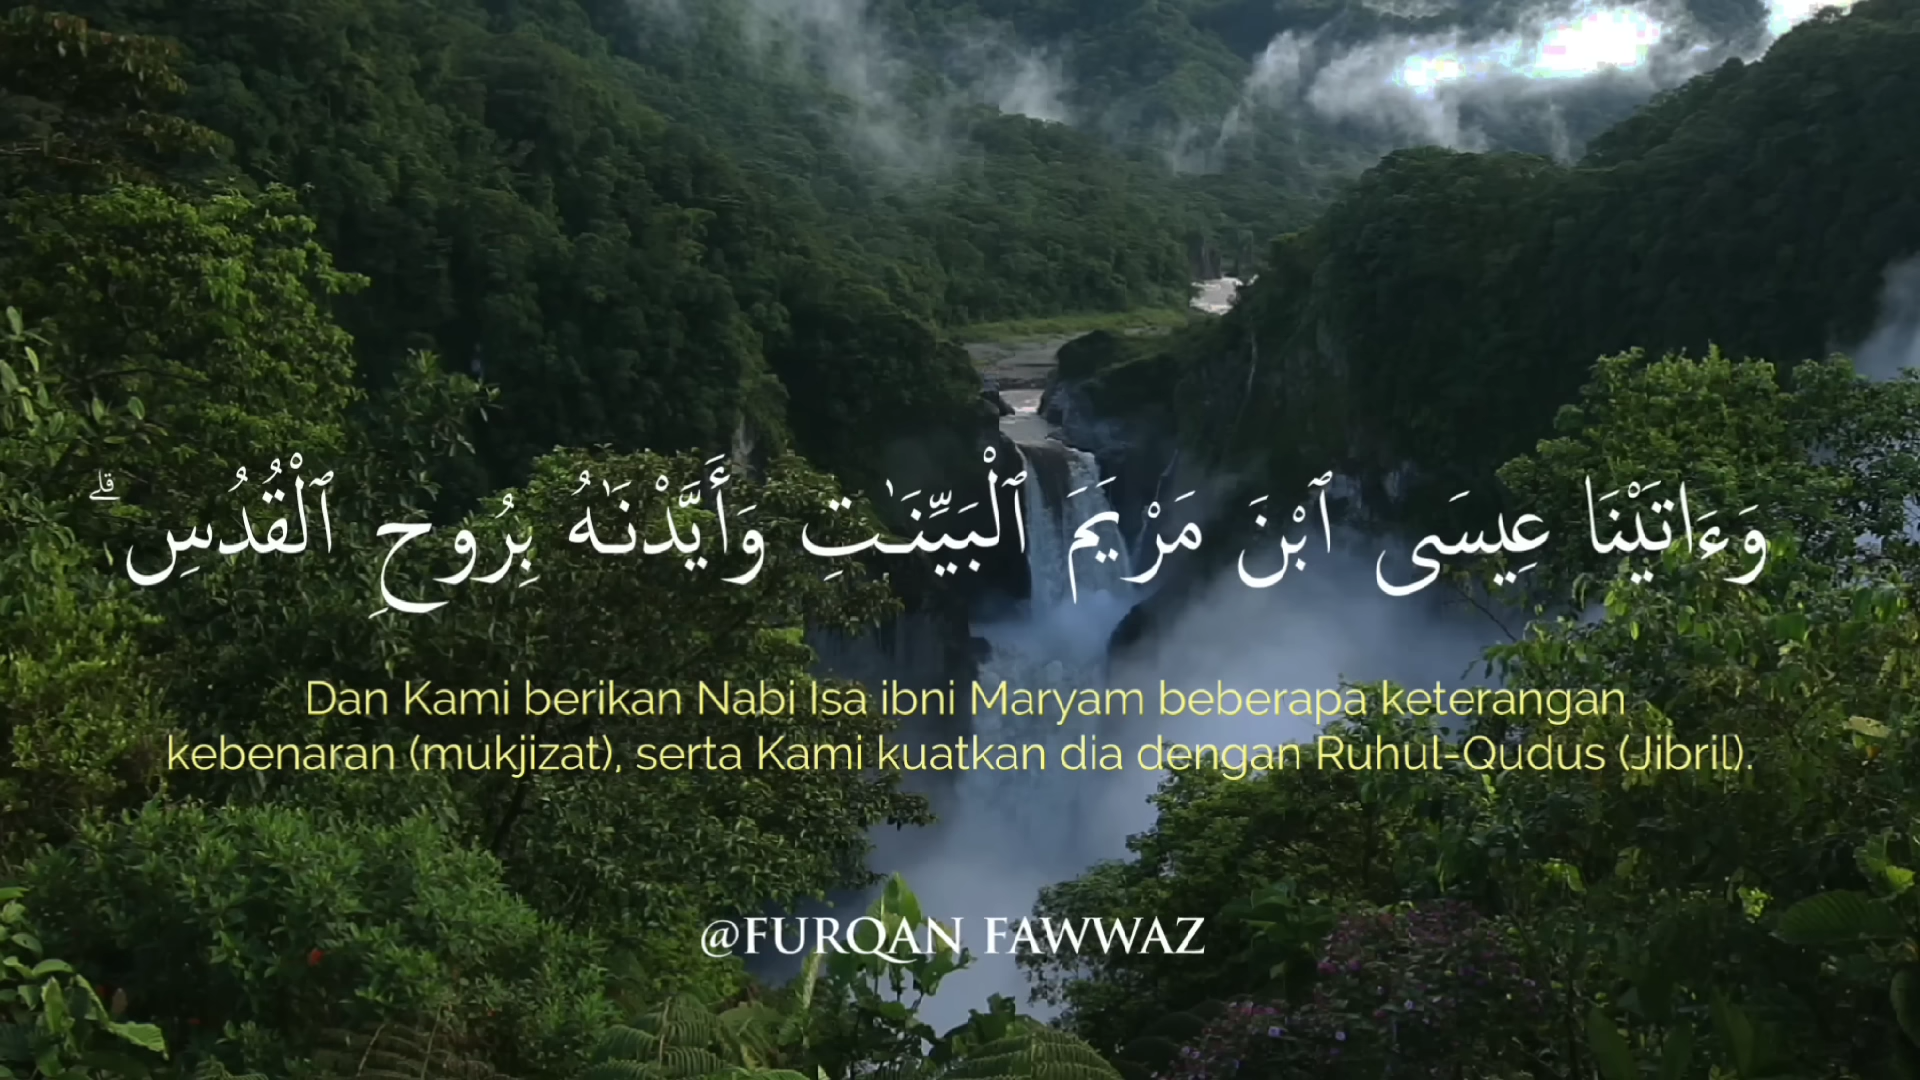 وَءَاتَيْنَا عِيسَى ٱبْنَ مَرْيَمَ ٱلْبَيِّنَـٰتِ وَأَيَّدْنَـٰهُ بِرُوحِ ٱلْقُدُسِ ۗ
Dan Kami berikan Nabi Isa ibni Maryam beberapa keterangan
kebenaran (mukjizat), serta Kami kuatkan dia dengan Ruhul-Qudus (Jibril).
@FURQAN FAWWAZ